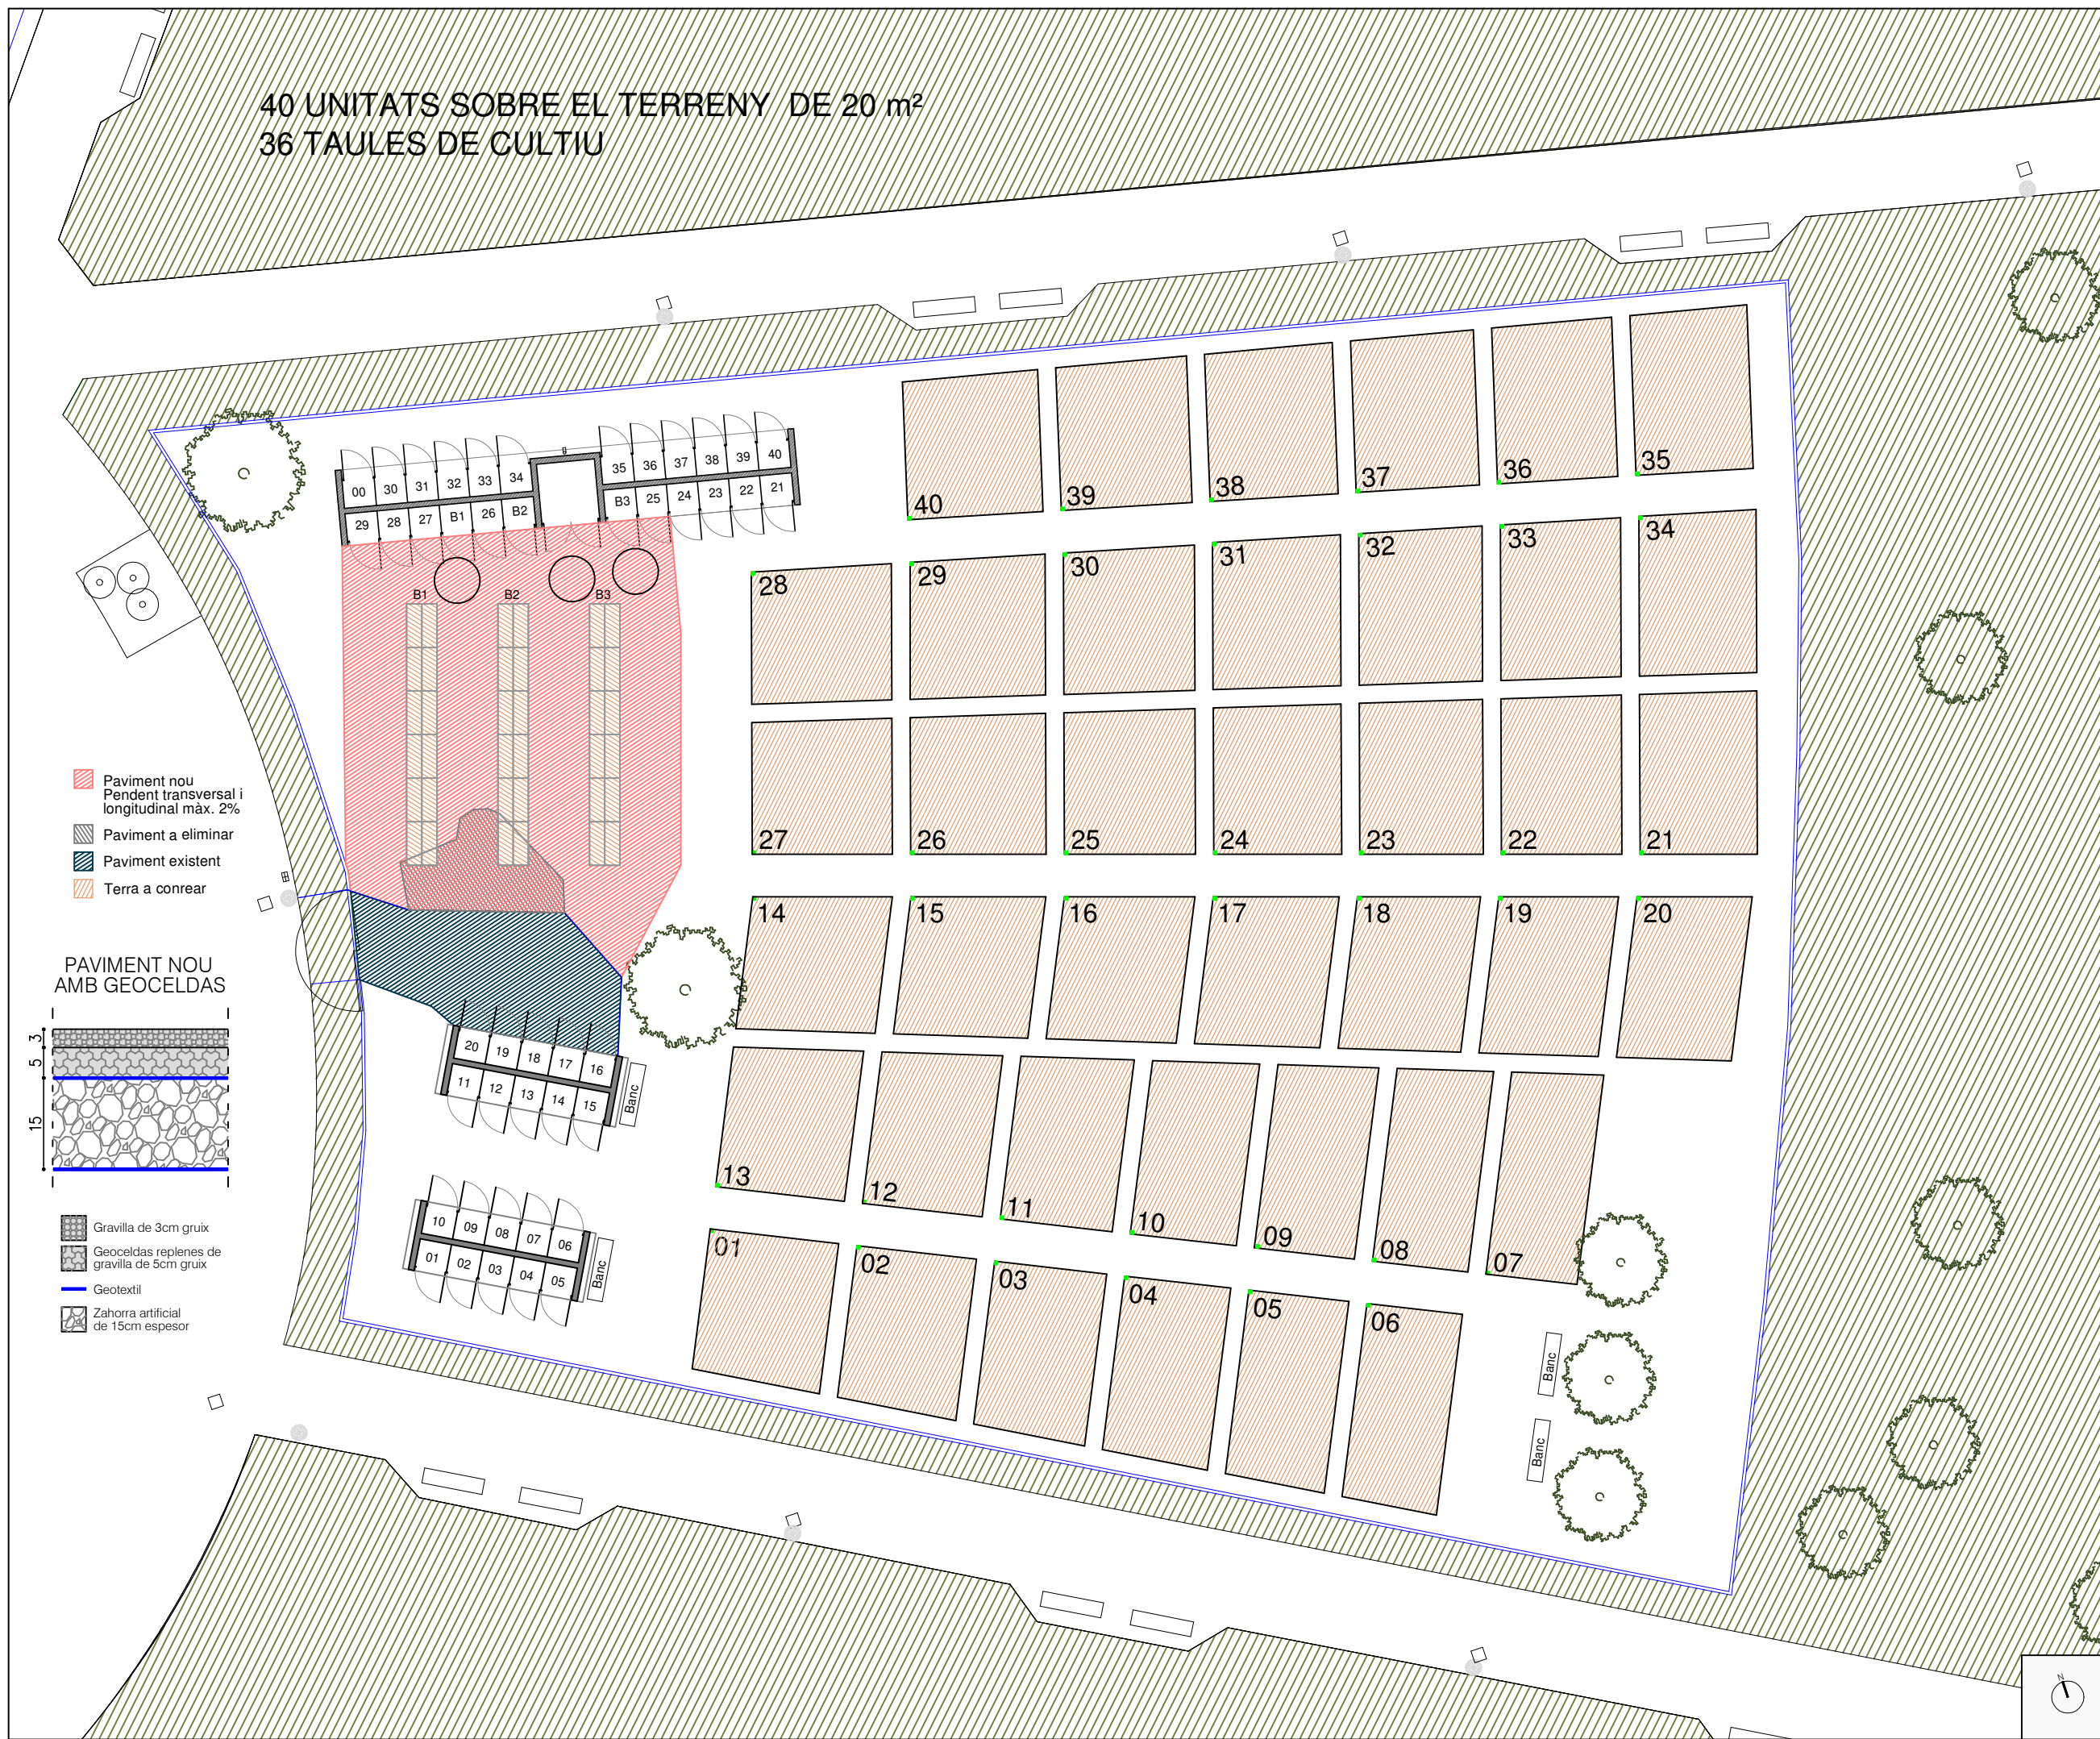 40 UNITATS SOBRE EL TERRENY DE 20 m²
36 TAULES DE CULTIU
00 30 31 32 33 34
35 36 37 38 39 40
29 28 27 B1 26 B2
B3 25 24 23 22 21
B1 B2 B3
40 39 38 37 36 35
28 29 30 31 32 33 34
27 26 25 24 23 22 21
14 15 16 17 18 19 20
13 12 11 10 09 08 07
01 02 03 04 05 06
Paviment nou
Pendent transversal i
longitudinal màx. 2%
Paviment a eliminar
Paviment existent
Terra a conrear
PAVIMENT NOU
AMB GEOCELDAS
3
5
15
Gravilla de 3cm gruix
Geoceldas replenes de
gravilla de 5cm gruix
Geotextil
Zahorra artificial
de 15cm espesor
20 19 18 17 16
11 12 13 14 15
Banc
10 09 08 07 06
01 02 03 04 05
Banc
Banc
Banc
N